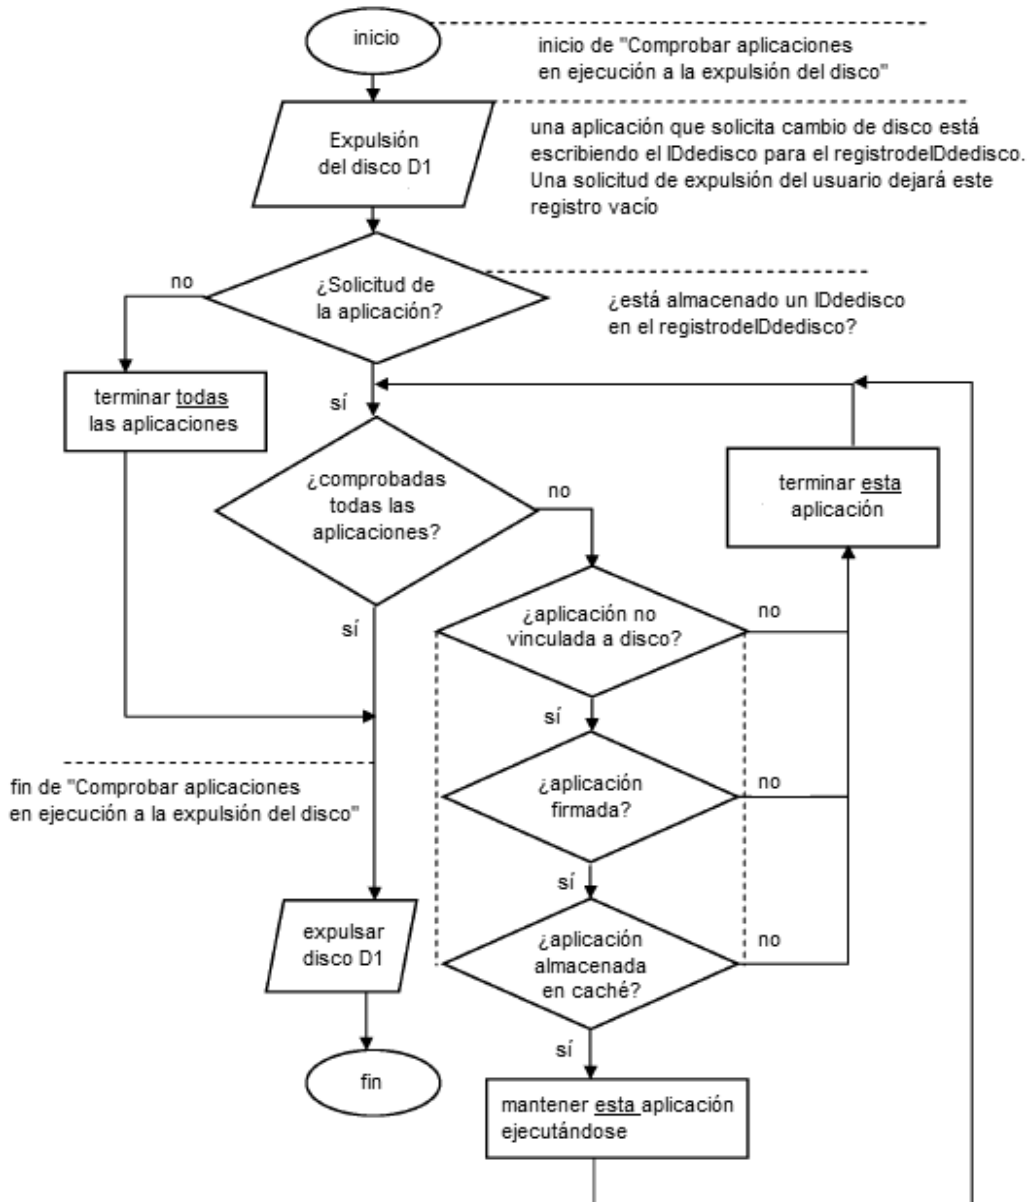 inicio
inicio de "Comprobar aplicaciones
en ejecución a la expulsión del disco"
Expulsión
del disco D1
una aplicación que solicita cambio de disco está
escribiendo el IDdedisco para el registrodeIDdedisco.
Una solicitud de expulsión del usuario dejará este
registro vacío
no
¿Solicitud de
la aplicación?
¿está almacenado un IDdedisco
en el registrodeIDdedisco?
terminar todas
las aplicaciones
sí
¿comprobadas
todas las
aplicaciones?
no
terminar esta
aplicación
sí
¿aplicación no
vinculada a disco?
no
sí
fin de "Comprobar aplicaciones
en ejecución a la expulsión del disco"
¿aplicación
firmada?
no
sí
expulsar
disco D1
¿aplicación
almacenada
en caché?
no
sí
fin
mantener esta aplicación
ejecutándose